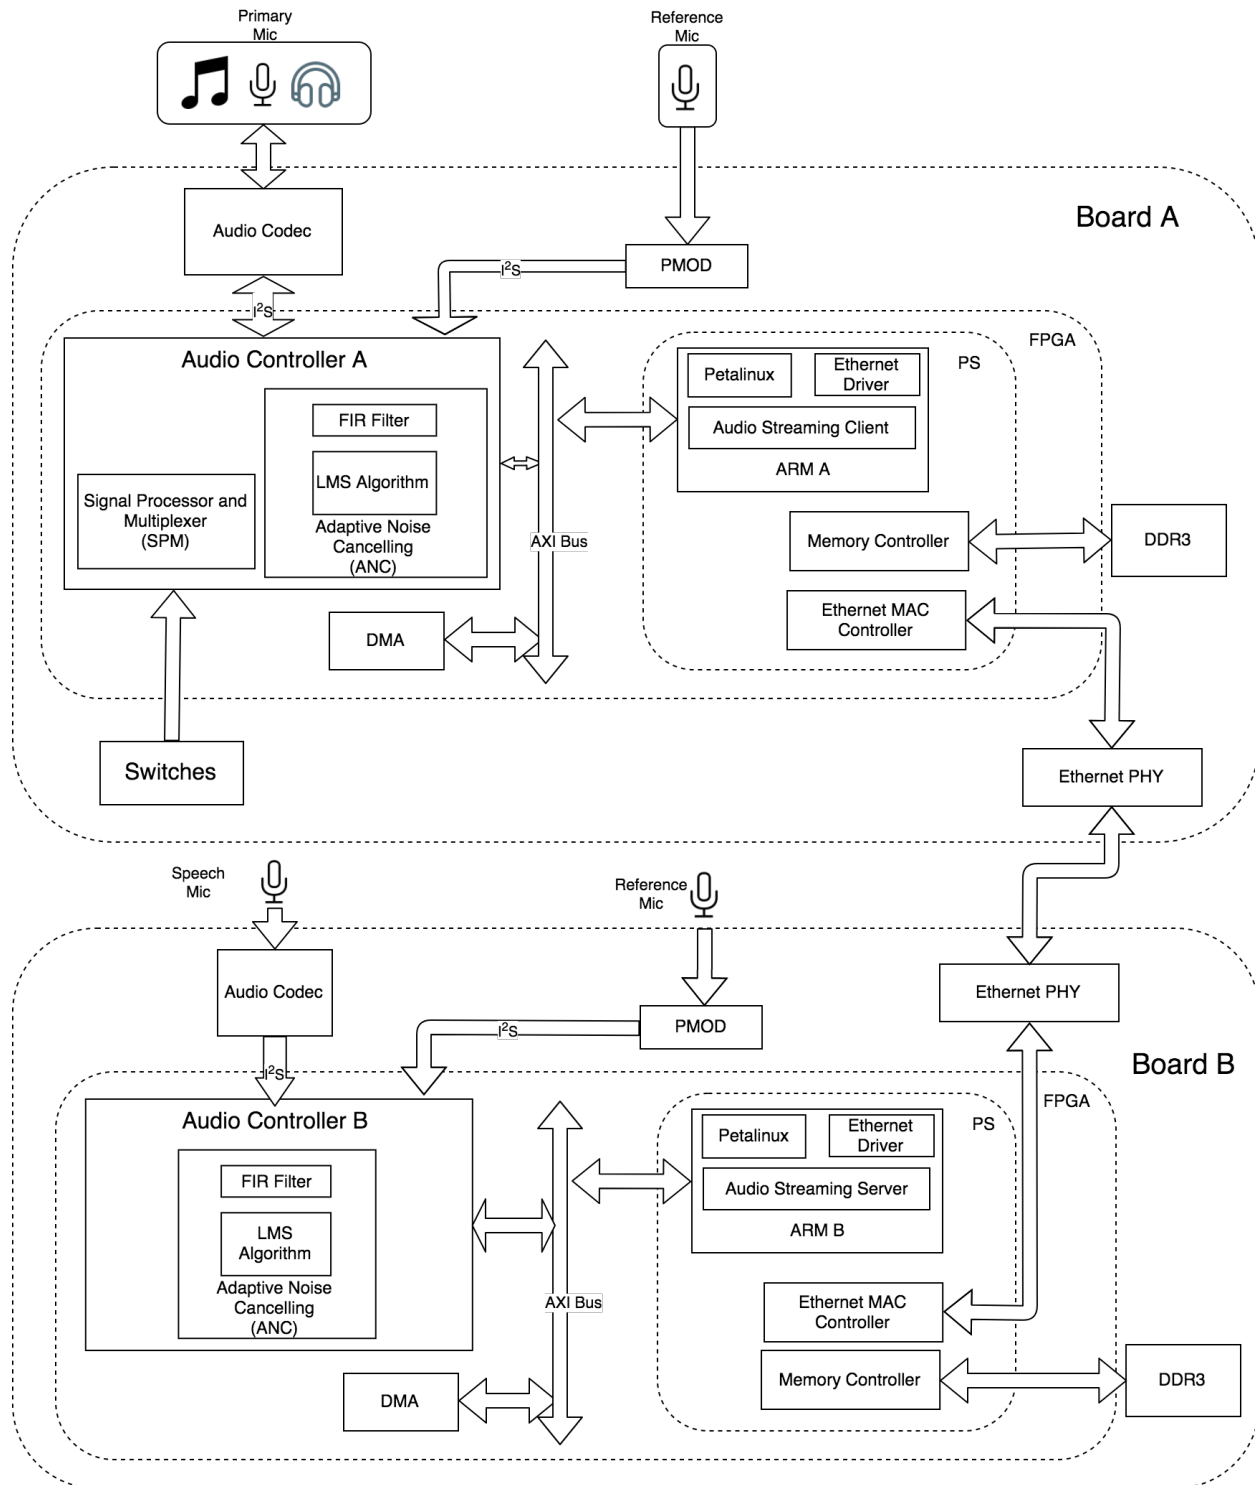 Primary
Mic
Reference
Mic
Board A
Audio Codec
PMOD
I²S
I²S
FPGA
Audio Controller A
PS
Petalinux
Ethernet
Driver
FIR Filter
Audio Streaming Client
ARM A
LMS Algorithm
Signal Processor and
Multiplexer
(SPM)
Adaptive Noise
Cancelling
(ANC)
AXI Bus
Memory Controller
DDR3
Ethernet MAC
Controller
DMA
Switches
Ethernet PHY
Speech
Mic
Reference
Mic
Audio Codec
Ethernet PHY
PMOD
I²S
Board B
I²S
FPGA
Audio Controller B
PS
Petalinux
Ethernet
Driver
FIR Filter
Audio Streaming Server
ARM B
LMS
Algorithm
Adaptive Noise
Cancelling
(ANC)
AXI Bus
Ethernet MAC
Controller
Memory Controller
DDR3
DMA